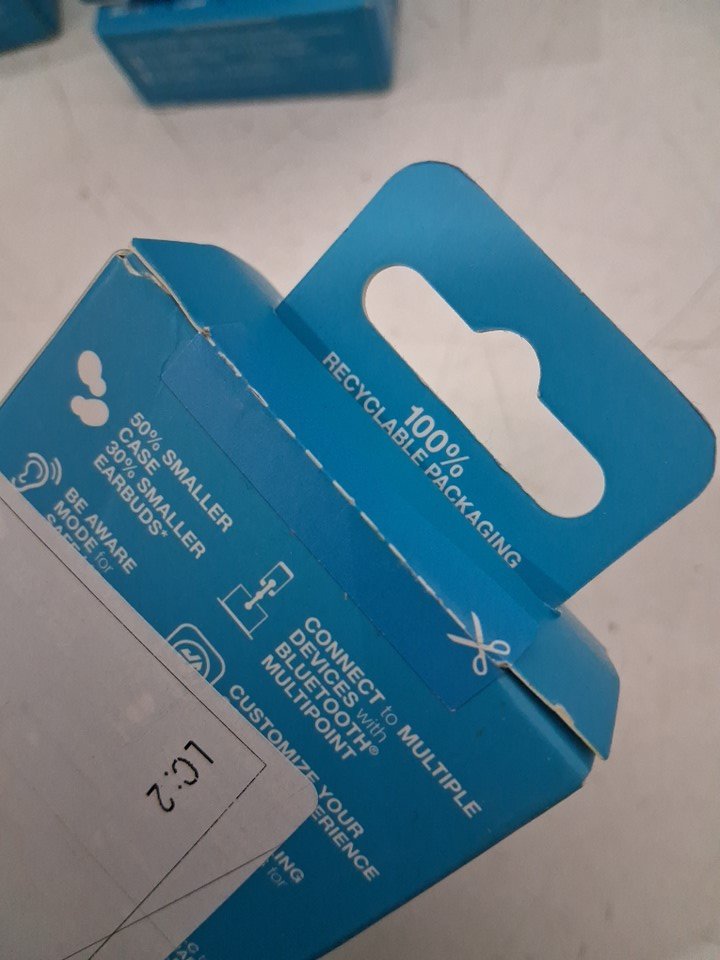 100%
RECYCLABLE PACKAGING
50% SMALLER
CASE
30% SMALLER
EARBUDS*
BE AWARE
MODE for
CONNECT to MULTIPLE
DEVICES with
BLUETOOTH®
MULTIPOINT
CUSTOMIZE YOUR
LC:2